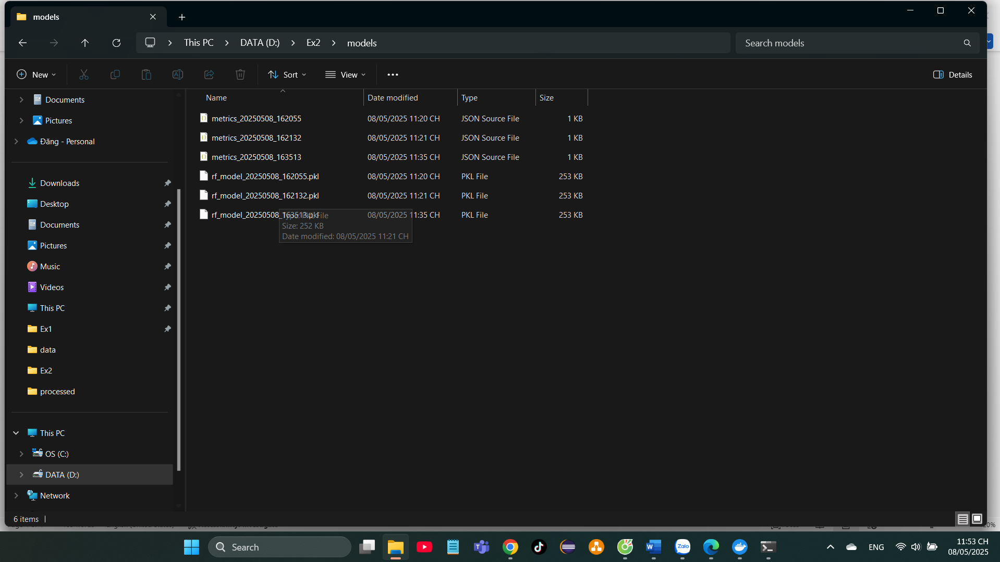 models
This PC
DATA (D:)
Ex2
models
Search models
New
Sort
View
Details
Documents
Pictures
Đăng - Personal
Downloads
Desktop
Documents
Pictures
Music
Videos
This PC
Ex1
data
Ex2
processed
This PC
OS (C:)
DATA (D:)
Network
Name Date modified Type Size
metrics_20250508_162055 08/05/2025 11:20 CH JSON Source File 1 KB
metrics_20250508_162132 08/05/2025 11:21 CH JSON Source File 1 KB
metrics_20250508_163513 08/05/2025 11:35 CH JSON Source File 1 KB
rf_model_20250508_162055.pkl 08/05/2025 11:20 CH PKL File 253 KB
rf_model_20250508_162132.pkl 08/05/2025 11:21 CH PKL File 253 KB
rf_model_20250508_163513.pkl 08/05/2025 11:35 CH PKL File 253 KB
Type: PKL File
Size: 252 KB
Date modified: 08/05/2025 11:21 CH
6 items
Search
Zalo
ENG
11:53 CH
08/05/2025